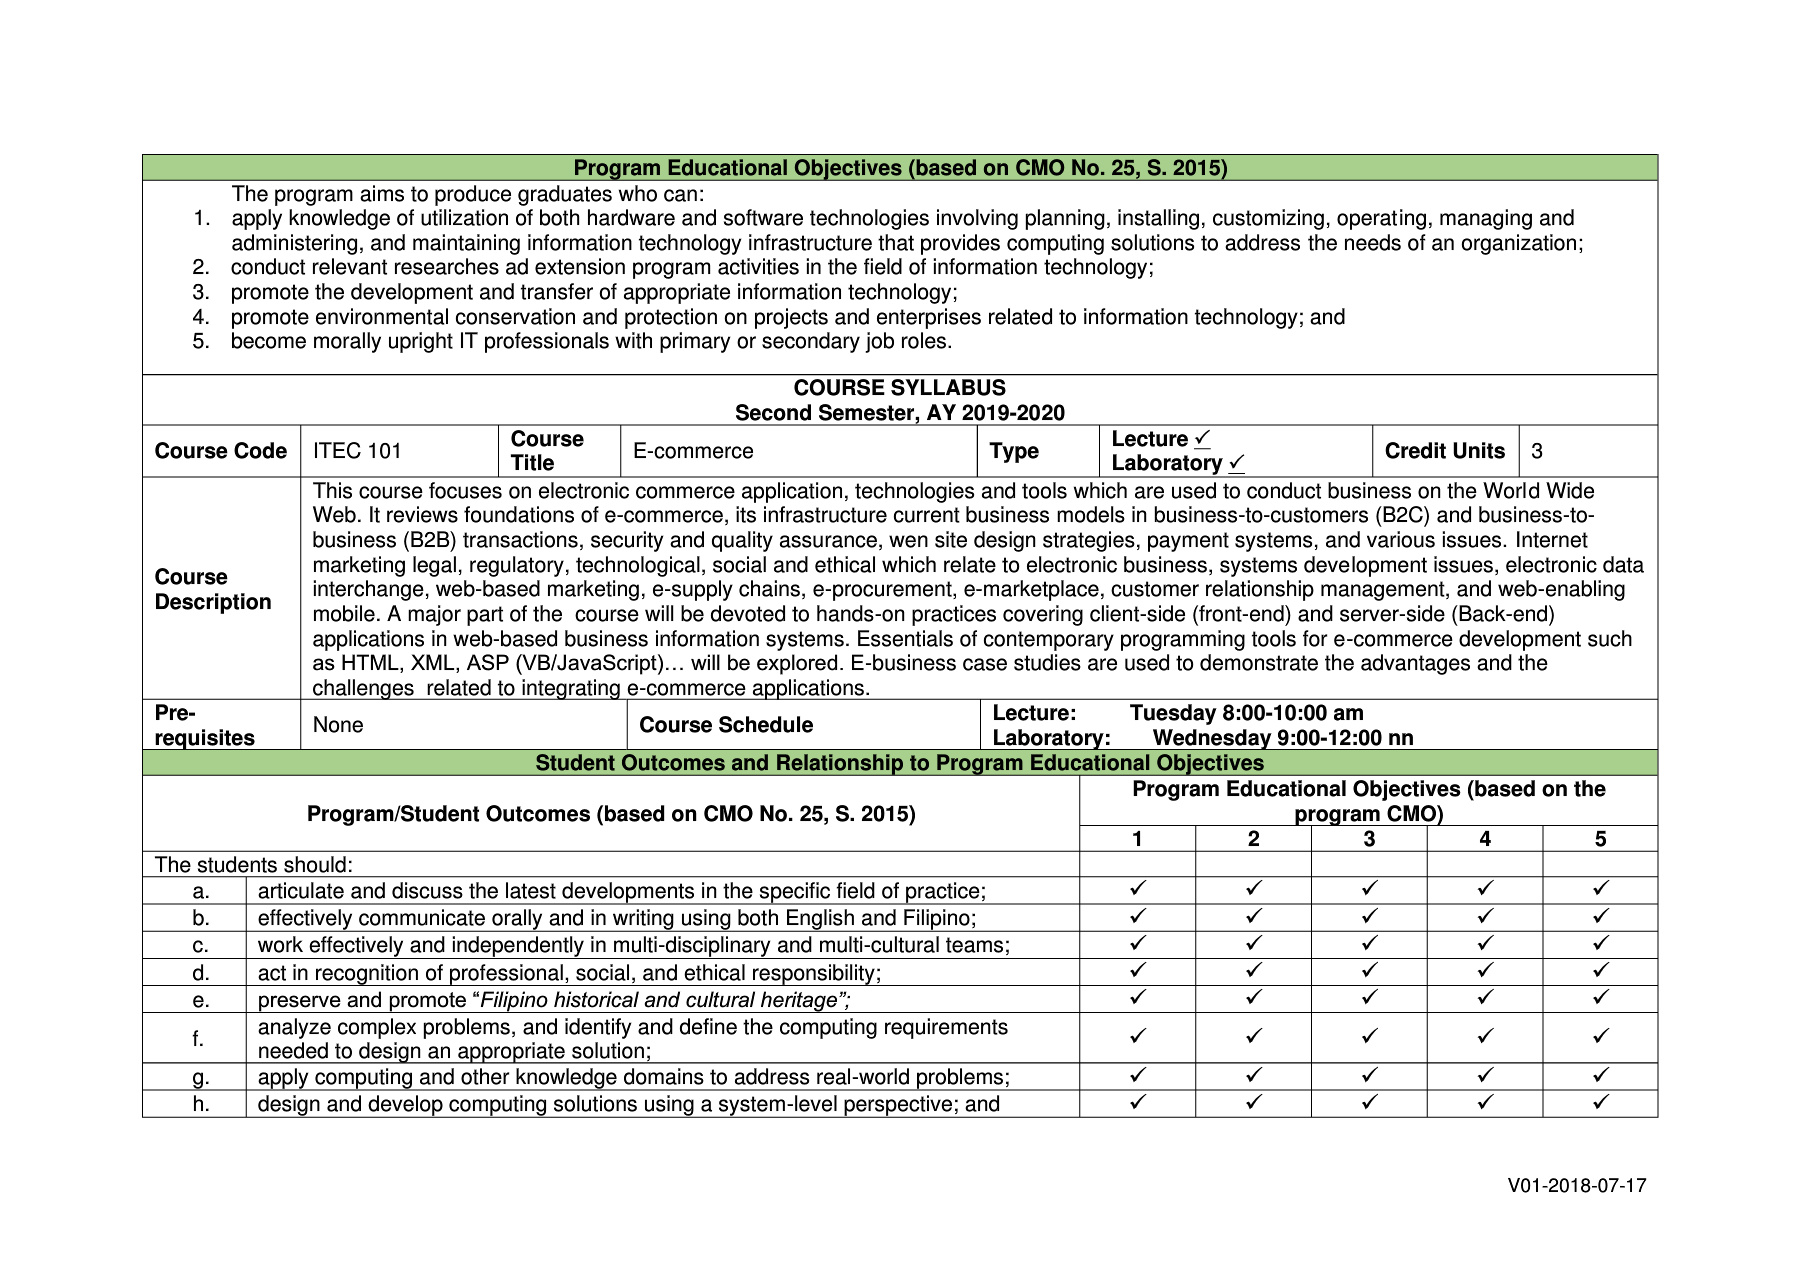 Program Educational Objectives (based on CMO No. 25, S. 2015)
The program aims to produce graduates who can:
1. apply knowledge of utilization of both hardware and software technologies involving planning, installing, customizing, operating, managing and
administering, and maintaining information technology infrastructure that provides computing solutions to address the needs of an organization;
2. conduct relevant researches ad extension program activities in the field of information technology;
3. promote the development and transfer of appropriate information technology;
4. promote environmental conservation and protection on projects and enterprises related to information technology; and
5. become morally upright IT professionals with primary or secondary job roles.
COURSE SYLLABUS
Second Semester, AY 2019-2020
Course Code ITEC 101 Course Title E-commerce Type Lecture ✓ Laboratory ✓ Credit Units 3
Course Description
This course focuses on electronic commerce application, technologies and tools which are used to conduct business on the World Wide
Web. It reviews foundations of e-commerce, its infrastructure current business models in business-to-customers (B2C) and business-to-
business (B2B) transactions, security and quality assurance, wen site design strategies, payment systems, and various issues. Internet
marketing legal, regulatory, technological, social and ethical which relate to electronic business, systems development issues, electronic data
interchange, web-based marketing, e-supply chains, e-procurement, e-marketplace, customer relationship management, and web-enabling
mobile. A major part of the  course will be devoted to hands-on practices covering client-side (front-end) and server-side (Back-end)
applications in web-based business information systems. Essentials of contemporary programming tools for e-commerce development such
as HTML, XML, ASP (VB/JavaScript)… will be explored. E-business case studies are used to demonstrate the advantages and the
challenges  related to integrating e-commerce applications.
Pre-requisites None Course Schedule Lecture: Tuesday 8:00-10:00 am
Laboratory: Wednesday 9:00-12:00 nn
Student Outcomes and Relationship to Program Educational Objectives
Program/Student Outcomes (based on CMO No. 25, S. 2015)
Program Educational Objectives (based on the
program CMO)
1 2 3 4 5
The students should:
a. articulate and discuss the latest developments in the specific field of practice; ✓ ✓ ✓ ✓ ✓
b. effectively communicate orally and in writing using both English and Filipino; ✓ ✓ ✓ ✓ ✓
c. work effectively and independently in multi-disciplinary and multi-cultural teams; ✓ ✓ ✓ ✓ ✓
d. act in recognition of professional, social, and ethical responsibility; ✓ ✓ ✓ ✓ ✓
e. preserve and promote “Filipino historical and cultural heritage”; ✓ ✓ ✓ ✓ ✓
f. analyze complex problems, and identify and define the computing requirements
needed to design an appropriate solution; ✓ ✓ ✓ ✓ ✓
g. apply computing and other knowledge domains to address real-world problems; ✓ ✓ ✓ ✓ ✓
h. design and develop computing solutions using a system-level perspective; and ✓ ✓ ✓ ✓ ✓
V01-2018-07-17